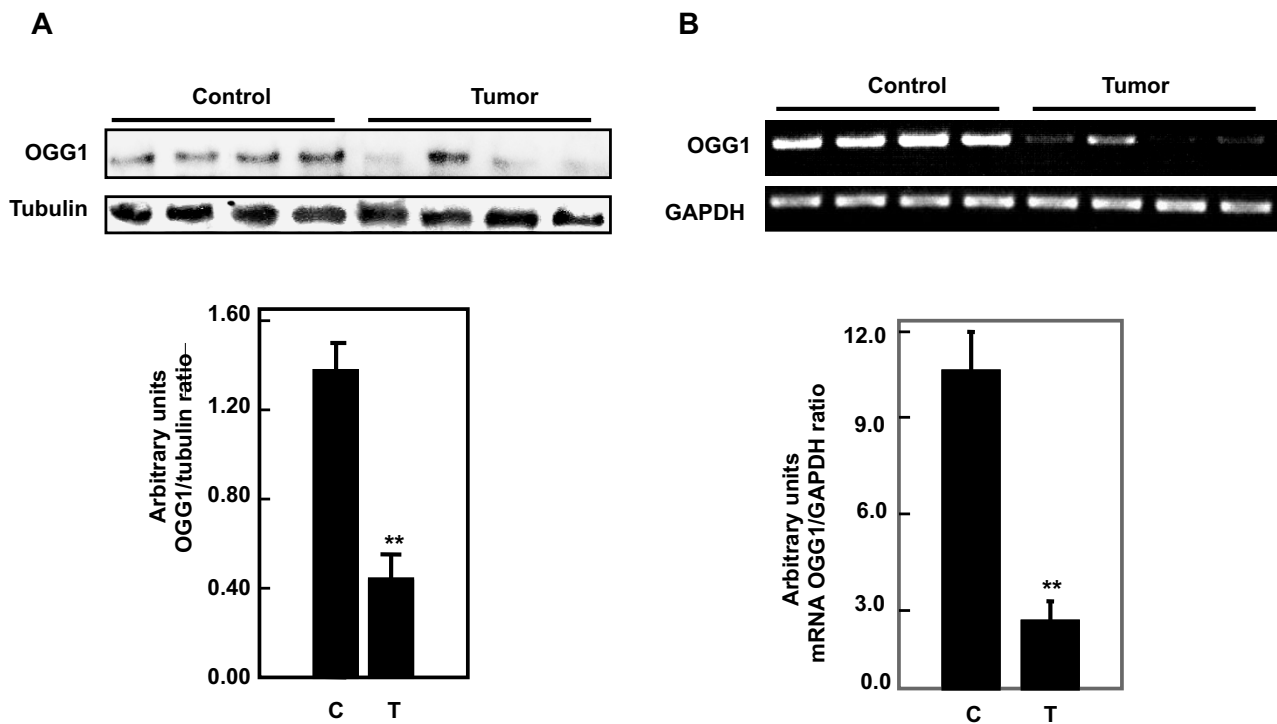 A
Control Tumor
OGG1
Tubulin
1.60
1.20
0.80
0.40
0.00
Arbitrary units
OGG1/tubulin ratio
**
C T
B
Control Tumor
OGG1
GAPDH
12.0
9.0
6.0
3.0
0.0
Arbitrary units
mRNA OGG1/GAPDH ratio
**
C T